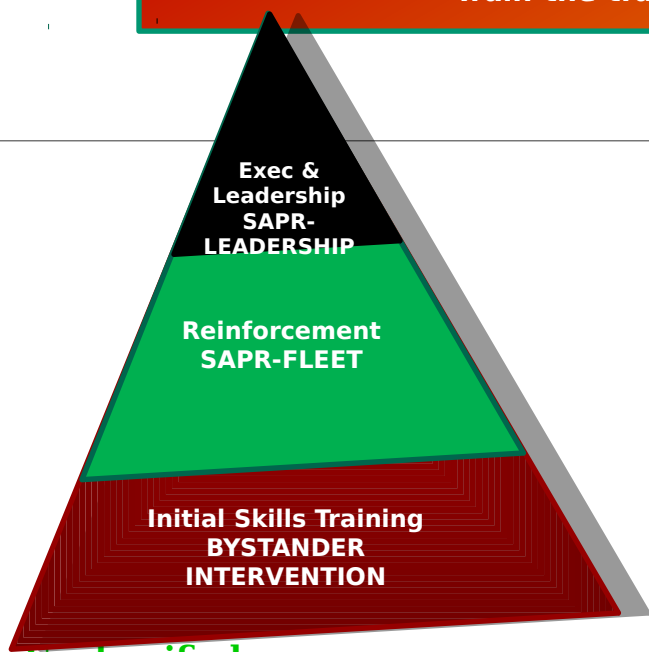 Exec &
Leadership
SAPR-
LEADERSHIP
Reinforcement
SAPR-FLEET
Initial Skills Training
BYSTANDER
INTERVENTION